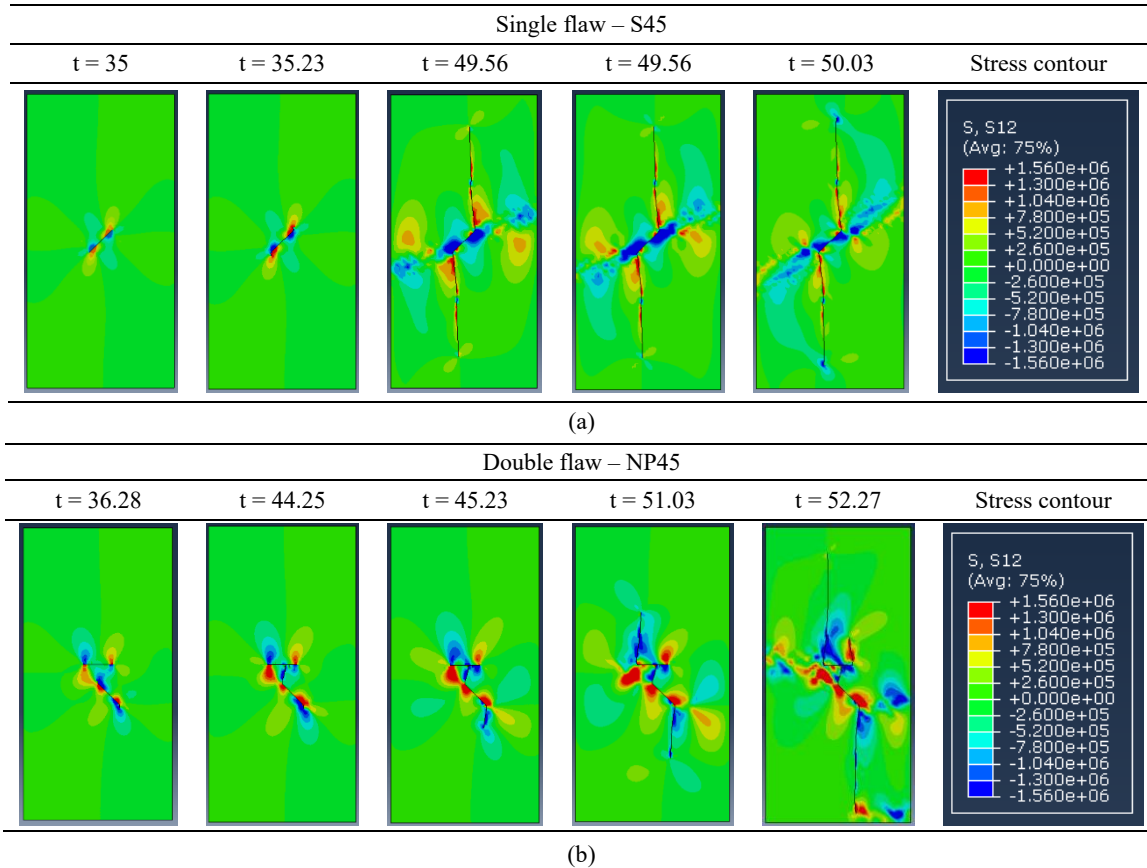 Single flaw – S45
t = 35 t = 35.23 t = 49.56 t = 49.56 t = 50.03 Stress contour
S, S12
(Avg: 75%)
+1.560e+06
+1.300e+06
+1.040e+06
+7.800e+05
+5.200e+05
+2.600e+05
+0.000e+00
-2.600e+05
-5.200e+05
-7.800e+05
-1.040e+06
-1.300e+06
-1.560e+06
(a)
Double flaw – NP45
t = 36.28 t = 44.25 t = 45.23 t = 51.03 t = 52.27 Stress contour
S, S12
(Avg: 75%)
+1.560e+06
+1.300e+06
+1.040e+06
+7.800e+05
+5.200e+05
+2.600e+05
+0.000e+00
-2.600e+05
-5.200e+05
-7.800e+05
-1.040e+06
-1.300e+06
-1.560e+06
(b)